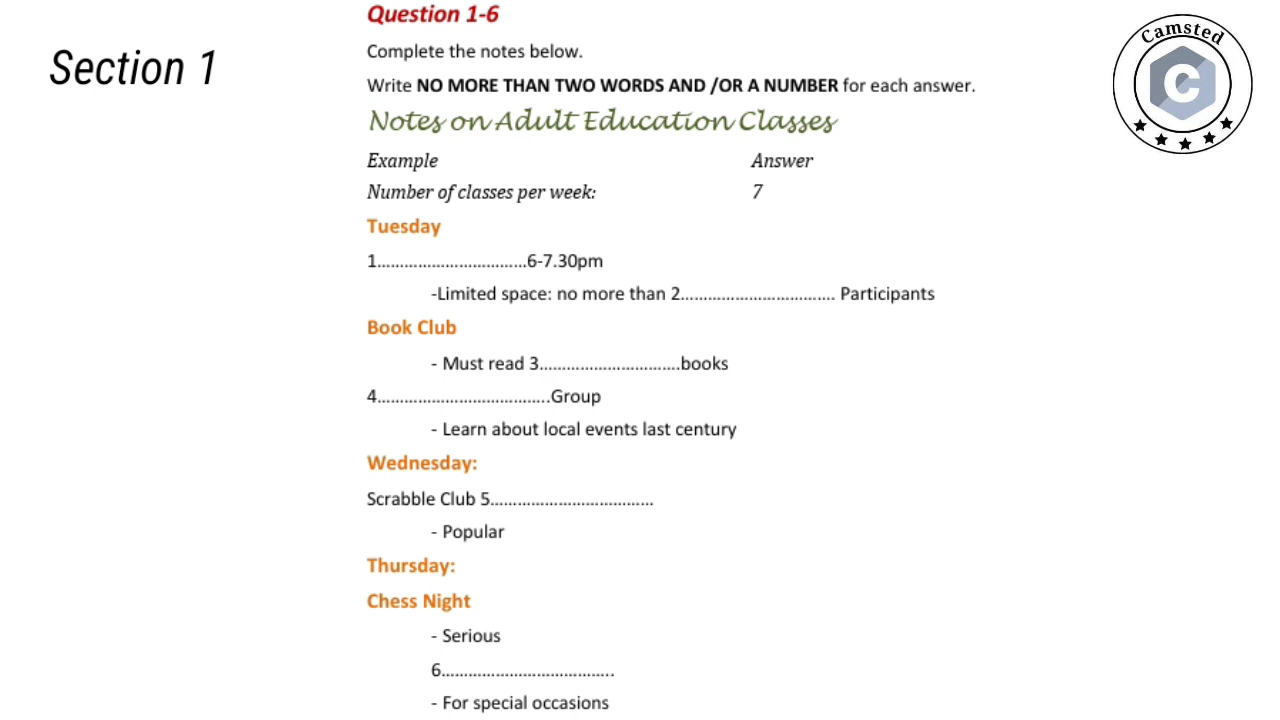 Section 1
Question 1-6
Complete the notes below.
Write NO MORE THAN TWO WORDS AND /OR A NUMBER for each answer.
Notes on Adult Education Classes
Example Answer
Number of classes per week: 7
Tuesday
1.................................6-7.30pm
-Limited space: no more than 2.................................. Participants
Book Club
- Must read 3...............................books
4......................................Group
- Learn about local events last century
Wednesday:
Scrabble Club 5....................................
- Popular
Thursday:
Chess Night
- Serious
6......................................
- For special occasions
Camsted
C